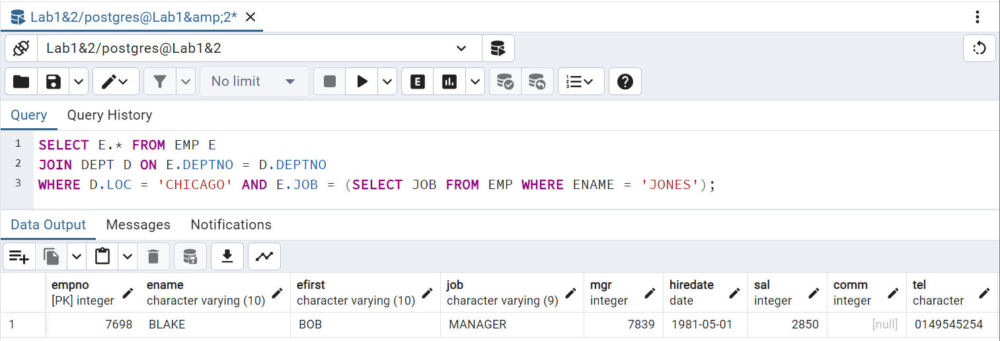 Lab1&2/postgres@Lab1&amp;2*
Lab1&2/postgres@Lab1&2
No limit
E
Query Query History
1 SELECT E.* FROM EMP E
2 JOIN DEPT D ON E.DEPTNO = D.DEPTNO
3 WHERE D.LOC = 'CHICAGO' AND E.JOB = (SELECT JOB FROM EMP WHERE ENAME = 'JONES');
Data Output Messages Notifications
empno ename efirst job mgr hiredate sal comm tel
[PK] integer character varying (10) character varying (10) character varying (9) integer date integer integer character
1 7698 BLAKE BOB MANAGER 7839 1981-05-01 2850 [null] 0149545254